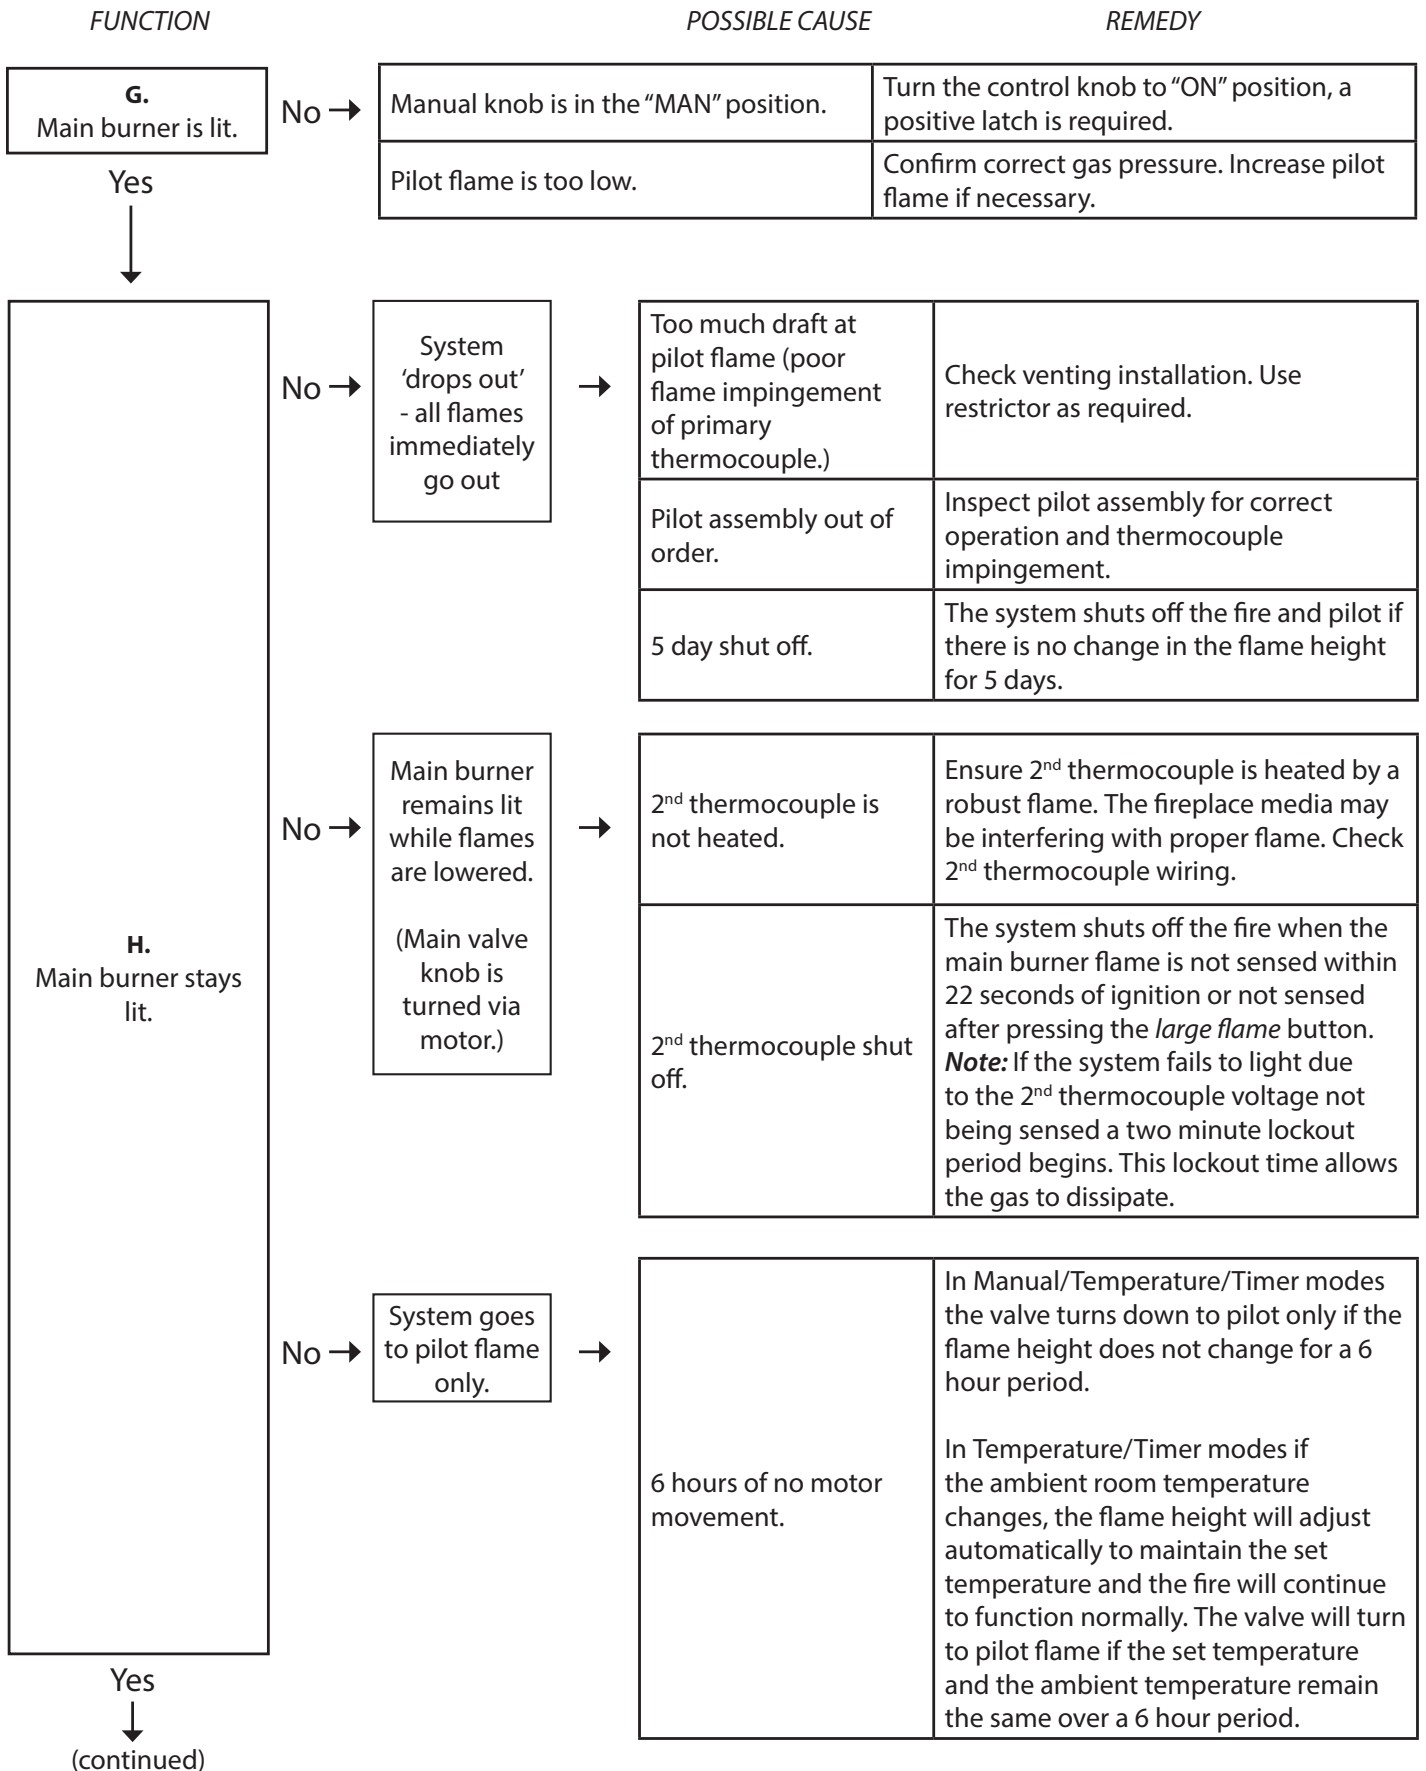 FUNCTION
POSSIBLE CAUSE
REMEDY
G.
Main burner is lit.
No →
Manual knob is in the “MAN” position.
Turn the control knob to “ON” position, a
positive latch is required.
Pilot flame is too low.
Confirm correct gas pressure. Increase pilot
flame if necessary.
Yes
H.
Main burner stays
lit.
No →
System
‘drops out’
- all flames
immediately
go out
→
Too much draft at
pilot flame (poor
flame impingement
of primary
thermocouple.)
Check venting installation. Use
restrictor as required.
Pilot assembly out of
order.
Inspect pilot assembly for correct
operation and thermocouple
impingement.
5 day shut off.
The system shuts off the fire and pilot if
there is no change in the flame height
for 5 days.
No →
Main burner
remains lit
while flames
are lowered.
(Main valve
knob is
turned via
motor.)
→
2nd thermocouple is
not heated.
Ensure 2nd thermocouple is heated by a
robust flame. The fireplace media may
be interfering with proper flame. Check
2nd thermocouple wiring.
2nd thermocouple shut
off.
The system shuts off the fire when the
main burner flame is not sensed within
22 seconds of ignition or not sensed
after pressing the large flame button.
Note: If the system fails to light due
to the 2nd thermocouple voltage not
being sensed a two minute lockout
period begins. This lockout time allows
the gas to dissipate.
No →
System goes
to pilot flame
only.
→
6 hours of no motor
movement.
In Manual/Temperature/Timer modes
the valve turns down to pilot only if the
flame height does not change for a 6
hour period.
In Temperature/Timer modes if
the ambient room temperature
changes, the flame height will adjust
automatically to maintain the set
temperature and the fire will continue
to function normally. The valve will turn
to pilot flame if the set temperature
and the ambient temperature remain
the same over a 6 hour period.
Yes
(continued)